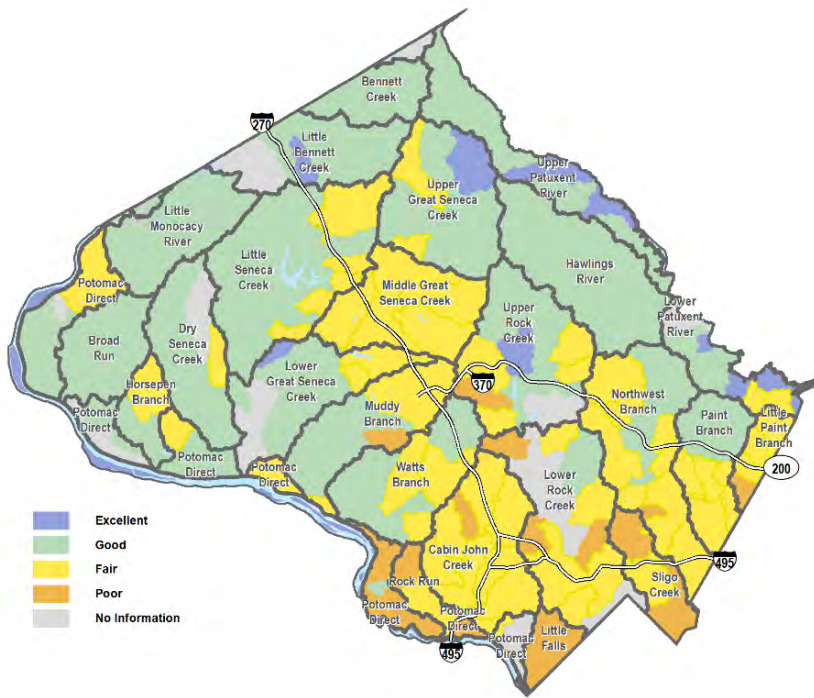 Bennett
Creek
270
Little
Bennett
Creek
Upper
Patuxent
River
Upper
Great Seneca
Creek
Little
Monocacy
River
Little
Seneca
Creek
Hawlings
River
Potomac
Direct
Middle Great
Seneca Creek
Upper
Rock
Creek
Lower
Patuxent
River
Broad
Run
Dry
Seneca
Creek
Lower
Great Seneca
Creek
370
Horsepen
Branch
Muddy
Branch
Northwest
Branch
Paint
Branch
Little
Paint
Branch
Potomac
Direct
Potomac
Direct
Potomac
Direct
Watts
Branch
Lower
Rock
Creek
200
Excellent
Good
Fair
Poor
No Information
Cabin John
Creek
495
Rock Run
Sligo
Creek
Potomac
Direct
Potomac
Direct
Potomac
Direct
Little
Falls
495